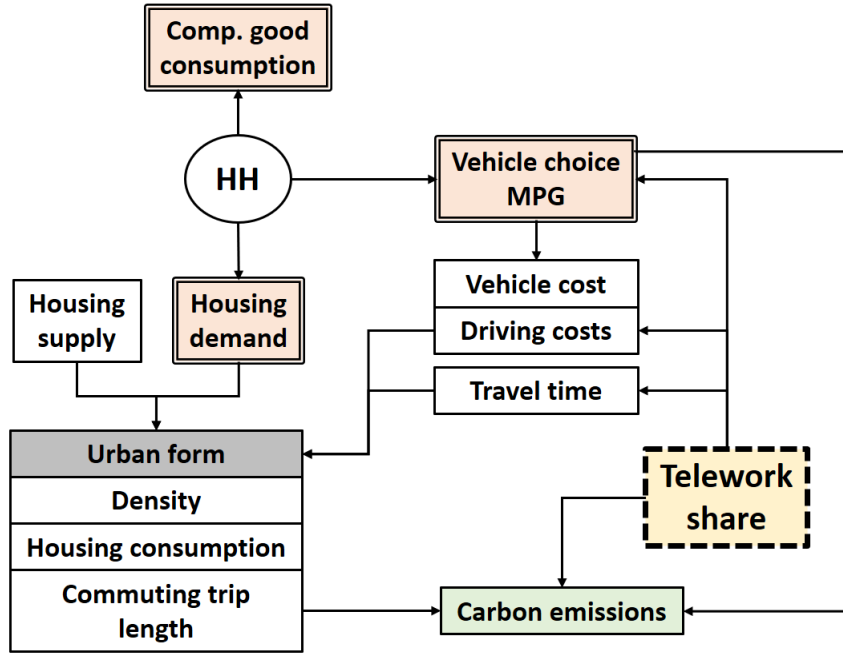 Comp. good
consumption
HH
Vehicle choice
MPG
Housing
supply
Housing
demand
Vehicle cost
Driving costs
Travel time
Urban form
Density
Housing consumption
Commuting trip
length
Telework
share
Carbon emissions